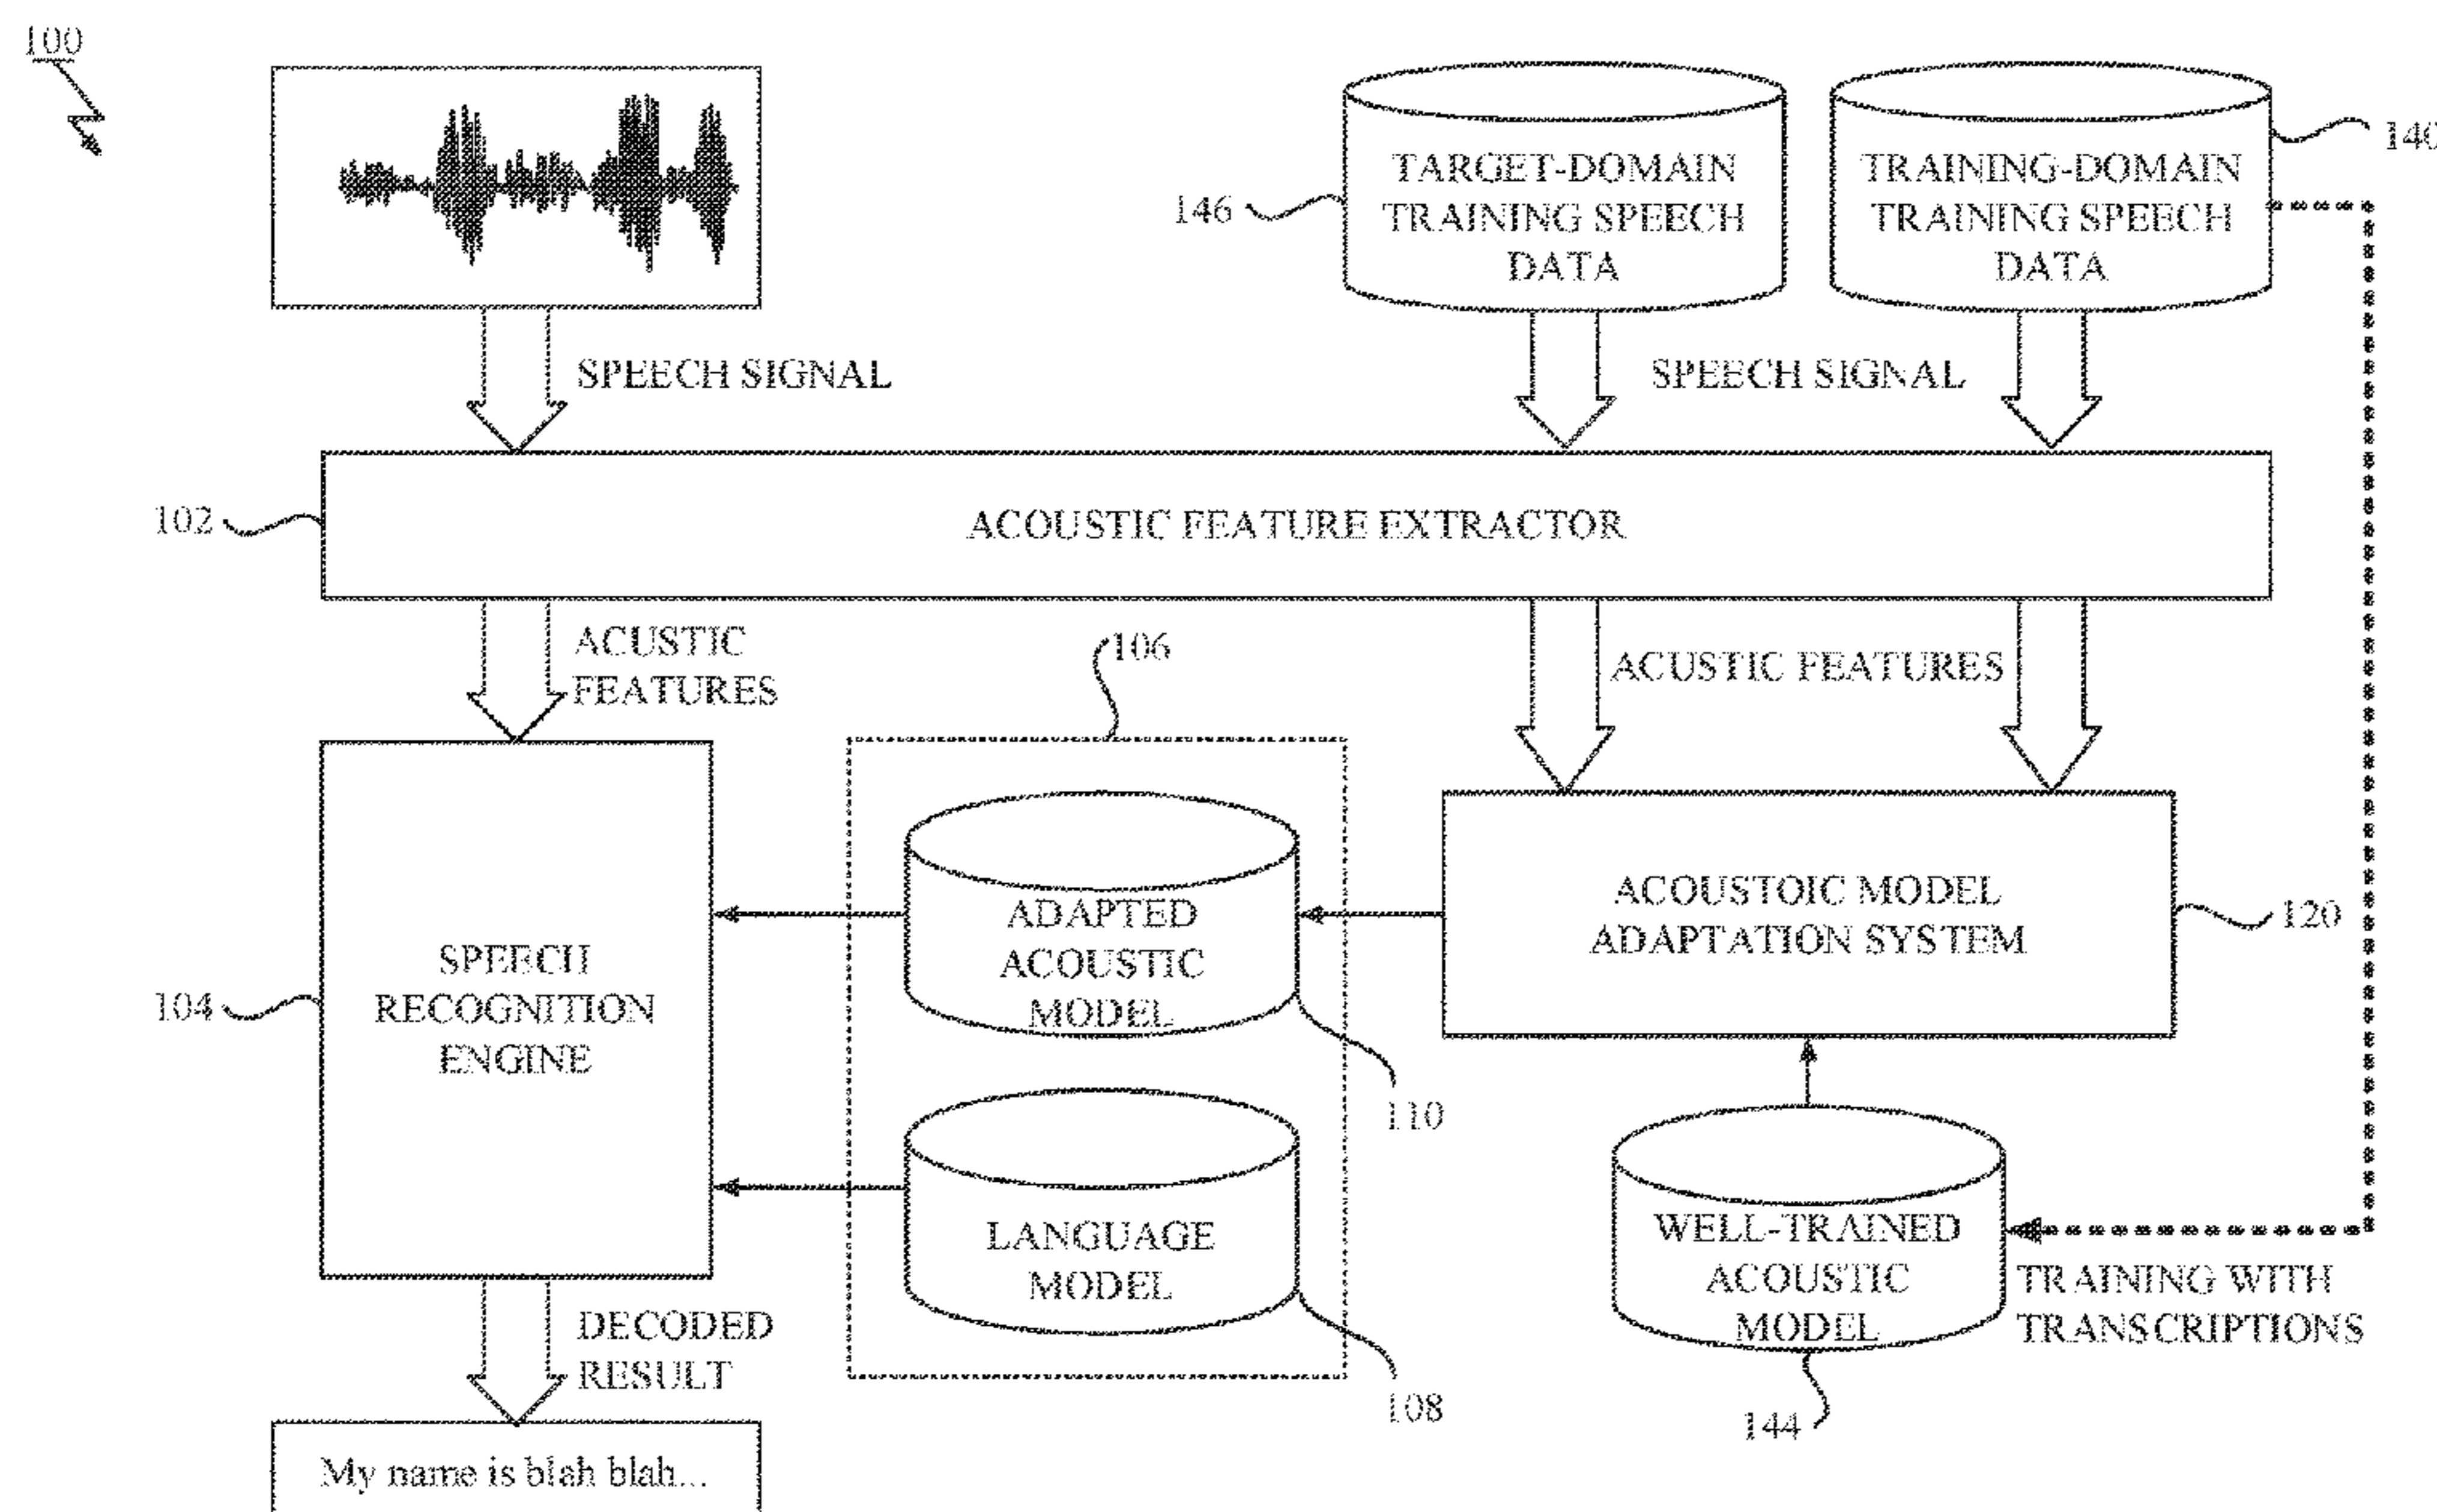 100
TARGET-DOMAIN
TRAINING SPEECH
DATA
146
TRAINING-DOMAIN
TRAINING SPEECH
DATA
140
SPEECH SIGNAL
SPEECH SIGNAL
102
ACOUSTIC FEATURE EXTRACTOR
ACUSTIC
FEATURES
106
ACUSTIC FEATURES
104
SPEECH
RECOGNITION
ENGINE
ADAPTED
ACOUSTIC
MODEL
110
ACOUSTOIC MODEL
ADAPTATION SYSTEM
120
LANGUAGE
MODEL
108
WELL-TRAINED
ACOUSTIC
MODEL
144
TRAINING WITH
TRANSCRIPTIONS
DECODED
RESULT
My name is blah blah...